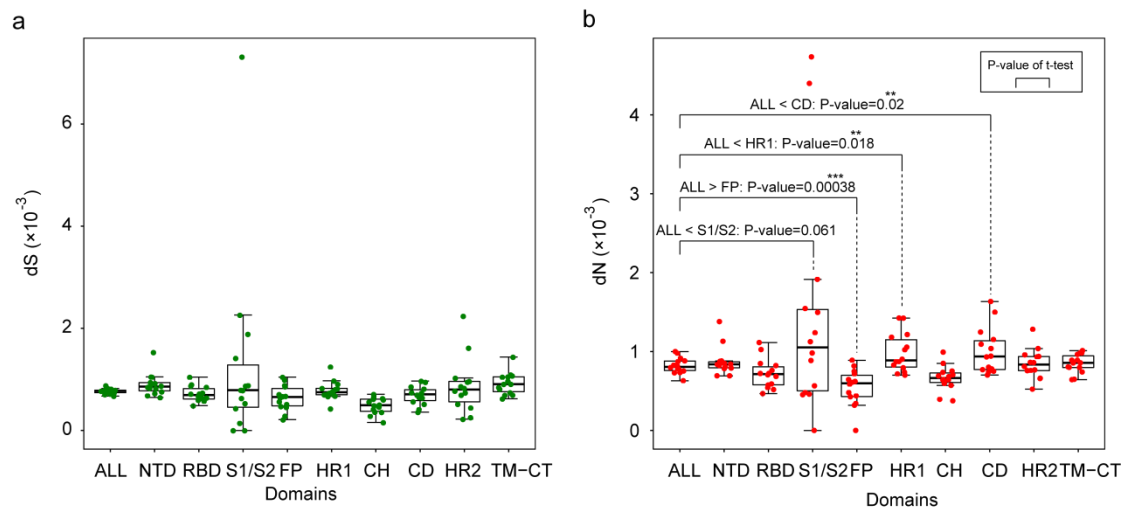 a
dS (×10⁻³)
6
4
2
0
ALL NTD RBD S1/S2 FP HR1 CH CD HR2 TM−CT
Domains
b
dN (×10⁻³)
4
3
2
1
0
P-value of t-test
**
ALL < CD: P-value=0.02
**
ALL < HR1: P-value=0.018
***
ALL > FP: P-value=0.00038
ALL < S1/S2: P-value=0.061
ALL NTD RBD S1/S2 FP HR1 CH CD HR2 TM−CT
Domains